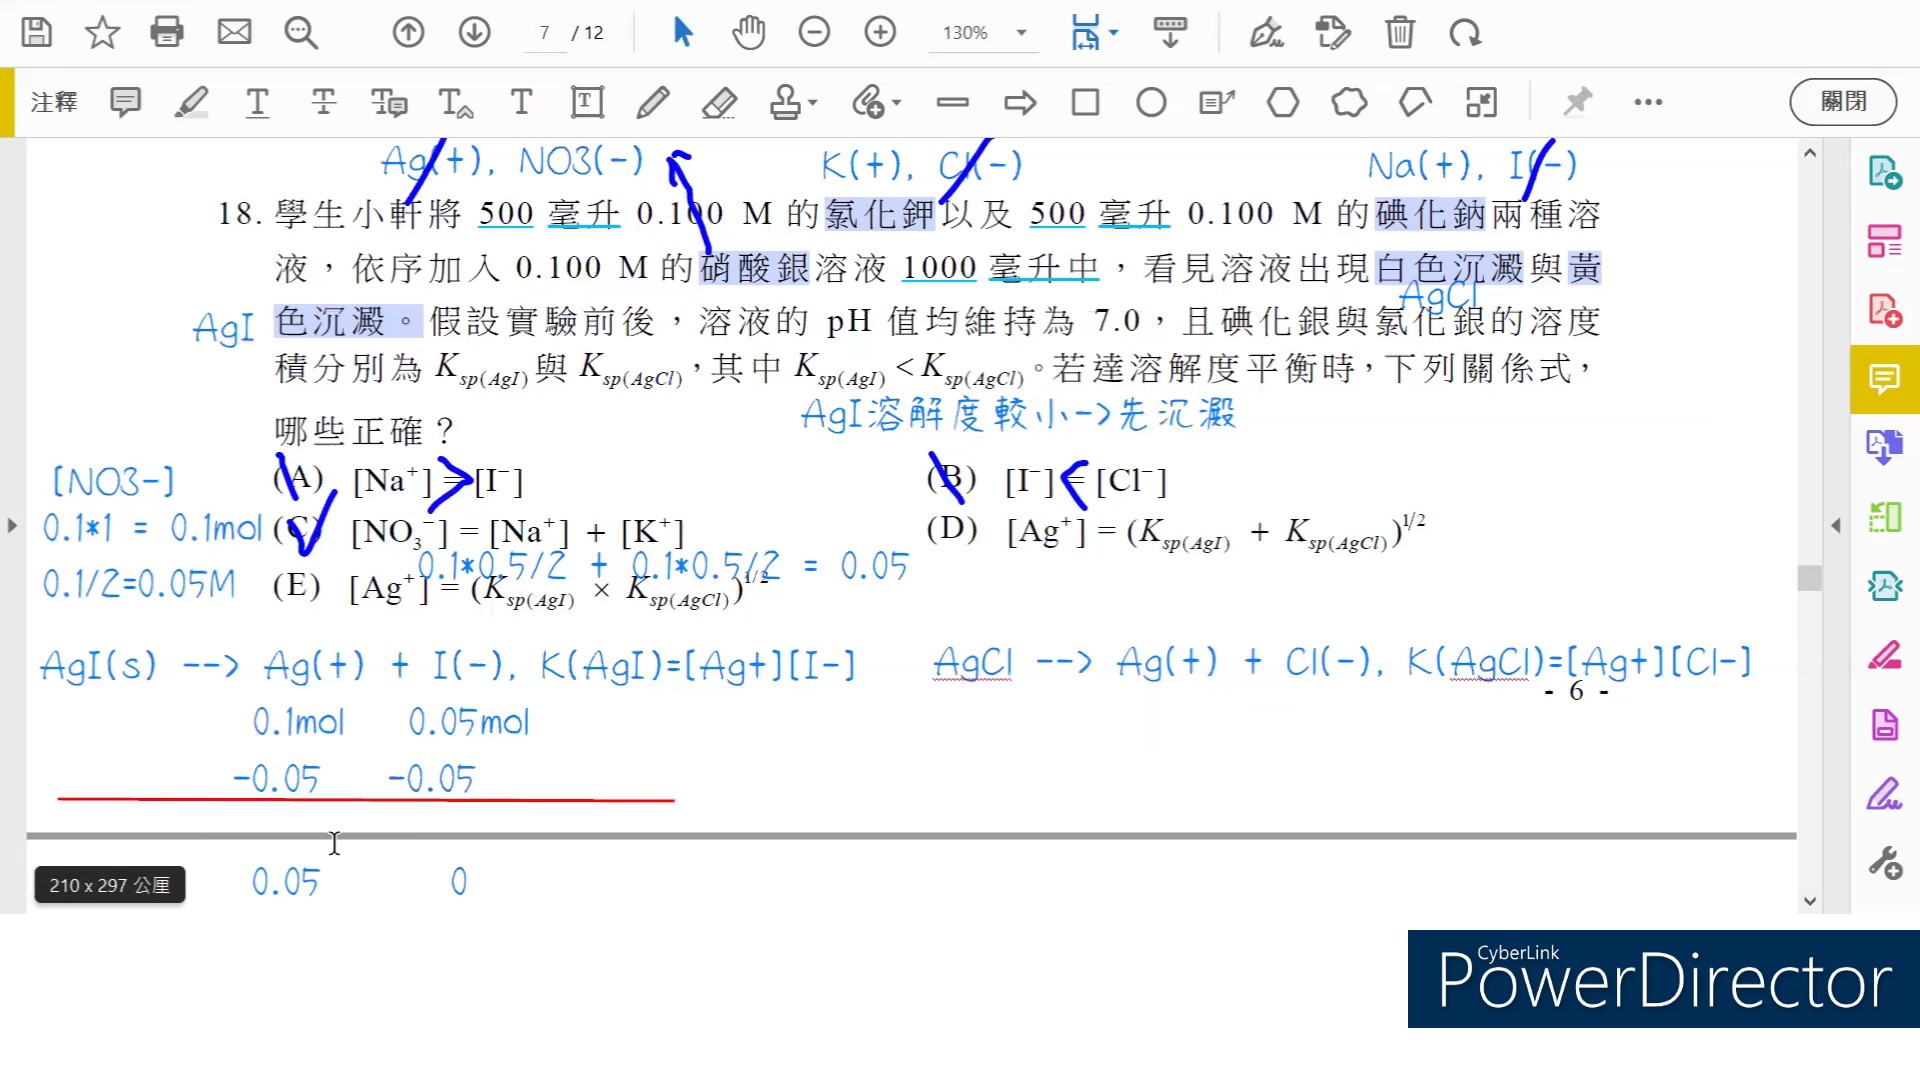 7 / 12
130%
注釋
關閉
Ag(+), NO3(-)
K(+), Cl(-)
Na(+), I(-)
18. 學生小軒將 500 毫升 0.100 M 的氯化鉀以及 500 毫升 0.100 M 的碘化鈉兩種溶
液，依序加入 0.100 M 的硝酸銀溶液 1000 毫升中，看見溶液出現白色沉澱與黃
AgCl
AgI
色沉澱。假設實驗前後，溶液的 pH 值均維持為 7.0，且碘化銀與氯化銀的溶度
積分別為 Ksp(AgI) 與 Ksp(AgCl)，其中 Ksp(AgI) < Ksp(AgCl)。若達溶解度平衡時，下列關係式，
AgI溶解度較小->先沉澱
哪些正確？
[NO3-]
(A) [Na⁺] = > [I⁻]
(B) [I⁻] = < [Cl⁻]
0.1*1 = 0.1mol
(C) [NO₃⁻] = [Na⁺] + [K⁺]
(D) [Ag⁺] = (Ksp(AgI) + Ksp(AgCl))^1/2
0.1*0.5/2 + 0.1*0.5/2 = 0.05
0.1/2=0.05M
(E) [Ag⁺] = (Ksp(AgI) × Ksp(AgCl))^1/2
AgI(s) --> Ag(+) + I(-), K(AgI)=[Ag+][I-]
AgCl --> Ag(+) + Cl(-), K(AgCl)=[Ag+][Cl-]
- 6 -
0.1mol 0.05mol
-0.05 -0.05
0.05 0
210 x 297 公厘
CyberLink
PowerDirector